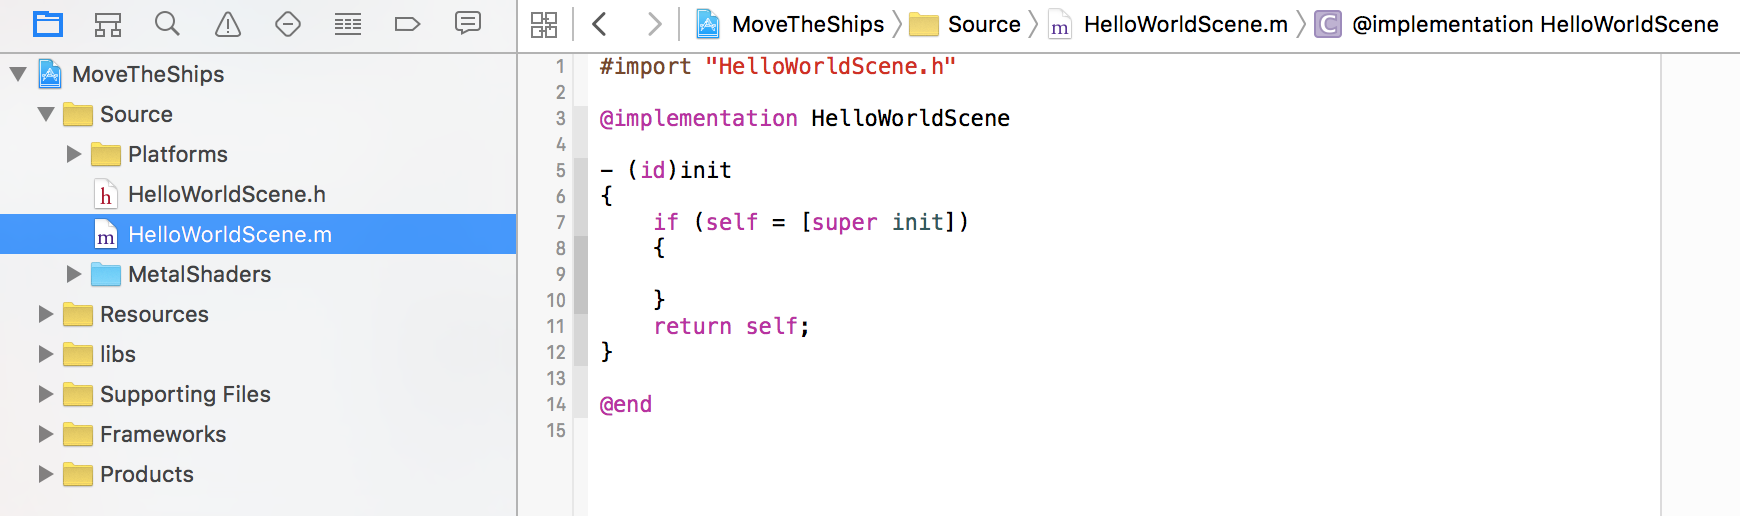 MoveTheShips
Source
Platforms
HelloWorldScene.h
HelloWorldScene.m
MetalShaders
Resources
libs
Supporting Files
Frameworks
Products
MoveTheShips Source HelloWorldScene.m C @implementation HelloWorldScene
1 #import "HelloWorldScene.h"
2
3 @implementation HelloWorldScene
4
5 - (id)init
6 {
7 if (self = [super init])
8 {
9
10 }
11 return self;
12 }
13
14 @end
15